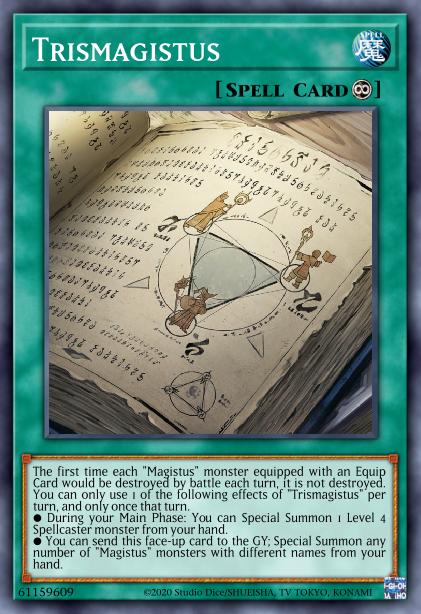 TRISMAGISTUS
SPELL
魔
[SPELL CARD]
The first time each "Magistus" monster equipped with an Equip
Card would be destroyed by battle each turn, it is not destroyed.
You can only use 1 of the following effects of "Trismagistus" per
turn, and only once that turn.
● During your Main Phase: You can Special Summon 1 Level 4
Spellcaster monster from your hand.
● You can send this face-up card to the GY; Special Summon any
number of "Magistus" monsters with different names from your
hand.
61159609 ©2020 Studio Dice/SHUEISHA, TV TOKYO, KONAMI